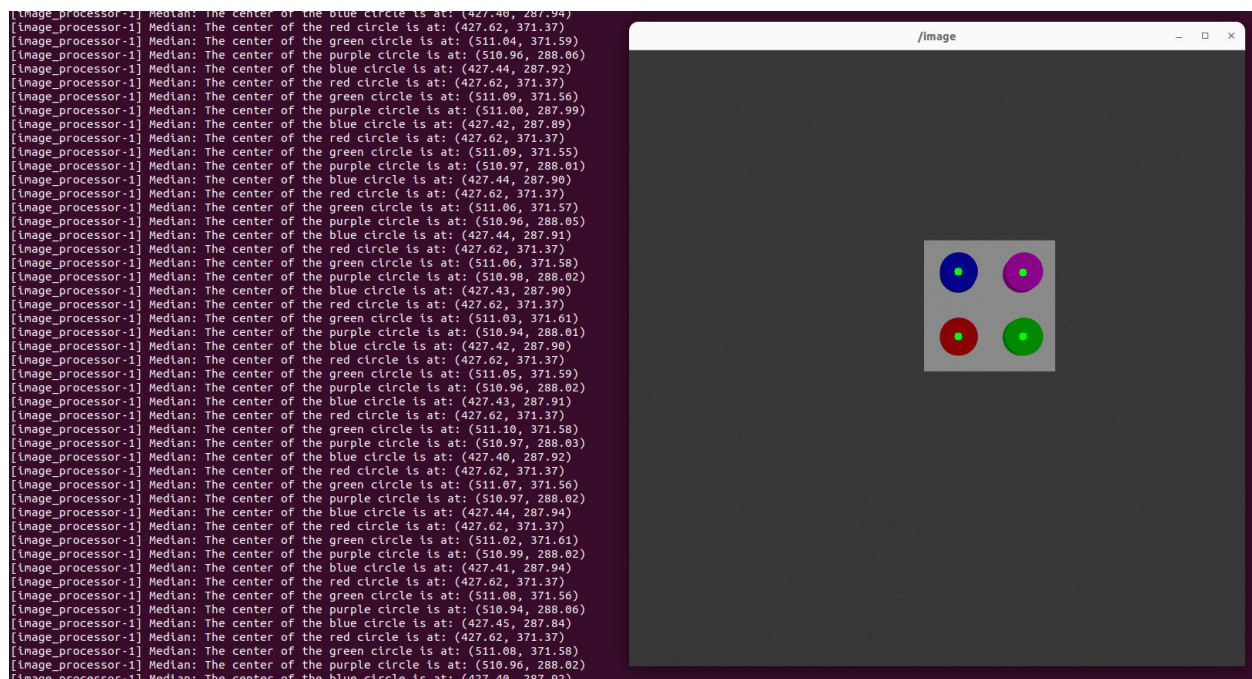 [image_processor-1] Median: The center of the blue circle is at: (427.40, 287.94)
[image_processor-1] Median: The center of the red circle is at: (427.62, 371.37)
[image_processor-1] Median: The center of the green circle is at: (511.04, 371.59)
[image_processor-1] Median: The center of the purple circle is at: (510.96, 288.06)
[image_processor-1] Median: The center of the blue circle is at: (427.44, 287.92)
[image_processor-1] Median: The center of the red circle is at: (427.62, 371.37)
[image_processor-1] Median: The center of the green circle is at: (511.09, 371.56)
[image_processor-1] Median: The center of the purple circle is at: (511.00, 287.99)
[image_processor-1] Median: The center of the blue circle is at: (427.42, 287.89)
[image_processor-1] Median: The center of the red circle is at: (427.62, 371.37)
[image_processor-1] Median: The center of the green circle is at: (511.09, 371.55)
[image_processor-1] Median: The center of the purple circle is at: (510.97, 288.01)
[image_processor-1] Median: The center of the blue circle is at: (427.44, 287.90)
[image_processor-1] Median: The center of the red circle is at: (427.62, 371.37)
[image_processor-1] Median: The center of the green circle is at: (511.06, 371.57)
[image_processor-1] Median: The center of the purple circle is at: (510.96, 288.05)
[image_processor-1] Median: The center of the blue circle is at: (427.44, 287.91)
[image_processor-1] Median: The center of the red circle is at: (427.62, 371.37)
[image_processor-1] Median: The center of the green circle is at: (511.06, 371.58)
[image_processor-1] Median: The center of the purple circle is at: (510.98, 288.02)
[image_processor-1] Median: The center of the blue circle is at: (427.43, 287.90)
[image_processor-1] Median: The center of the red circle is at: (427.62, 371.37)
[image_processor-1] Median: The center of the green circle is at: (511.03, 371.61)
[image_processor-1] Median: The center of the purple circle is at: (510.94, 288.01)
[image_processor-1] Median: The center of the blue circle is at: (427.42, 287.90)
[image_processor-1] Median: The center of the red circle is at: (427.62, 371.37)
[image_processor-1] Median: The center of the green circle is at: (511.05, 371.59)
[image_processor-1] Median: The center of the purple circle is at: (510.96, 288.02)
[image_processor-1] Median: The center of the blue circle is at: (427.43, 287.91)
[image_processor-1] Median: The center of the red circle is at: (427.62, 371.37)
[image_processor-1] Median: The center of the green circle is at: (511.10, 371.58)
[image_processor-1] Median: The center of the purple circle is at: (510.97, 288.03)
[image_processor-1] Median: The center of the blue circle is at: (427.40, 287.92)
[image_processor-1] Median: The center of the red circle is at: (427.62, 371.37)
[image_processor-1] Median: The center of the green circle is at: (511.07, 371.56)
[image_processor-1] Median: The center of the purple circle is at: (510.97, 288.02)
[image_processor-1] Median: The center of the blue circle is at: (427.44, 287.94)
[image_processor-1] Median: The center of the red circle is at: (427.62, 371.37)
[image_processor-1] Median: The center of the green circle is at: (511.02, 371.61)
[image_processor-1] Median: The center of the purple circle is at: (510.99, 288.02)
[image_processor-1] Median: The center of the blue circle is at: (427.41, 287.94)
[image_processor-1] Median: The center of the red circle is at: (427.62, 371.37)
[image_processor-1] Median: The center of the green circle is at: (511.08, 371.56)
[image_processor-1] Median: The center of the purple circle is at: (510.94, 288.06)
[image_processor-1] Median: The center of the blue circle is at: (427.45, 287.84)
[image_processor-1] Median: The center of the red circle is at: (427.62, 371.37)
[image_processor-1] Median: The center of the green circle is at: (511.08, 371.58)
[image_processor-1] Median: The center of the purple circle is at: (510.96, 288.02)
[image_processor-1] Median: The center of the blue circle is at: (427.40, 287.92)
/image